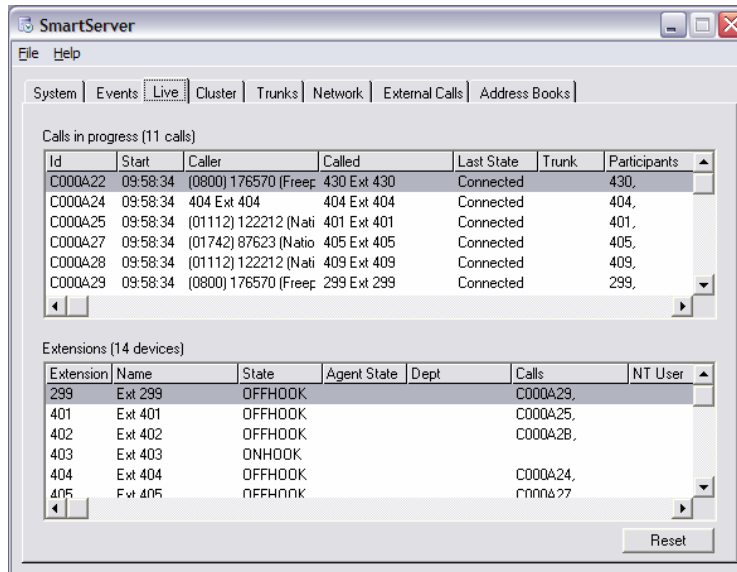 SmartServer
File Help
System Events Live Cluster Trunks Network External Calls Address Books
Calls in progress (11 calls)
Id Start Caller Called Last State Trunk Participants
C000A22 09:58:34 (0800) 176570 (Freep 430 Ext 430 Connected 430,
C000A24 09:58:34 404 Ext 404 404 Ext 404 Connected 404,
C000A25 09:58:34 (01112) 122212 (Nati 401 Ext 401 Connected 401,
C000A27 09:58:34 (01742) 87623 (Natio 405 Ext 405 Connected 405,
C000A28 09:58:34 (01112) 122212 (Nati 409 Ext 409 Connected 409,
C000A29 09:58:34 (0800) 176570 (Freep 299 Ext 299 Connected 299,
Extensions (14 devices)
Extension Name State Agent State Dept Calls NT User
299 Ext 299 OFFHOOK C000A29,
401 Ext 401 OFFHOOK C000A25,
402 Ext 402 OFFHOOK C000A2B,
403 Ext 403 ONHOOK
404 Ext 404 OFFHOOK C000A24,
405 Ext 405 OFFHOOK C000A27
Reset